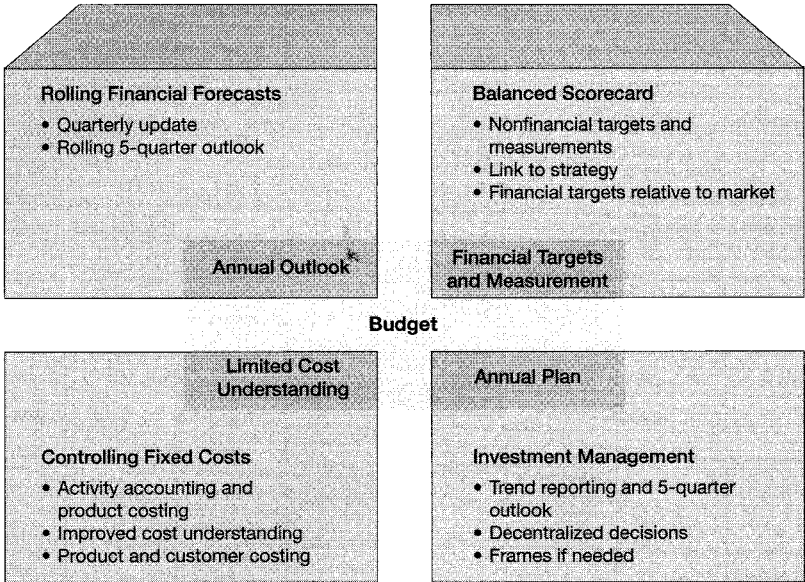 Rolling Financial Forecasts
• Quarterly update
• Rolling 5-quarter outlook
Annual Outlook
Balanced Scorecard
• Nonfinancial targets and
measurements
• Link to strategy
• Financial targets relative to market
Financial Targets
and Measurement
Budget
Limited Cost
Understanding
Controlling Fixed Costs
• Activity accounting and
product costing
• Improved cost understanding
• Product and customer costing
Annual Plan
Investment Management
• Trend reporting and 5-quarter
outlook
• Decentralized decisions
• Frames if needed